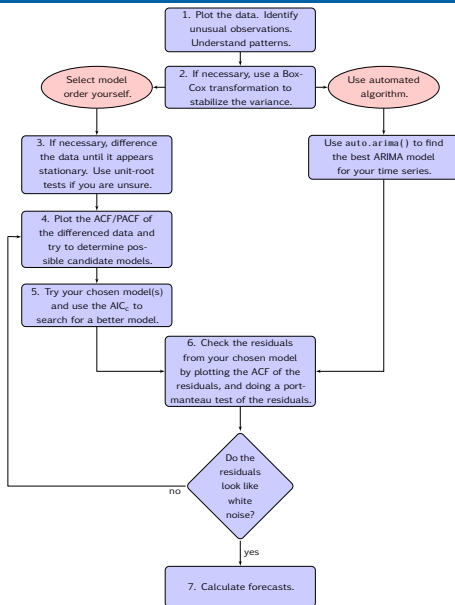 1. Plot the data. Identify
unusual observations.
Understand patterns.
Select model
order yourself.
2. If necessary, use a Box-
Cox transformation to
stabilize the variance.
Use automated
algorithm.
3. If necessary, difference
the data until it appears
stationary. Use unit-root
tests if you are unsure.
Use auto.arima() to find
the best ARIMA model
for your time series.
4. Plot the ACF/PACF of
the differenced data and
try to determine pos-
sible candidate models.
5. Try your chosen model(s)
and use the AICc to
search for a better model.
6. Check the residuals
from your chosen model
by plotting the ACF of the
residuals, and doing a port-
manteau test of the residuals.
Do the
residuals
look like
white
noise?
no
yes
7. Calculate forecasts.